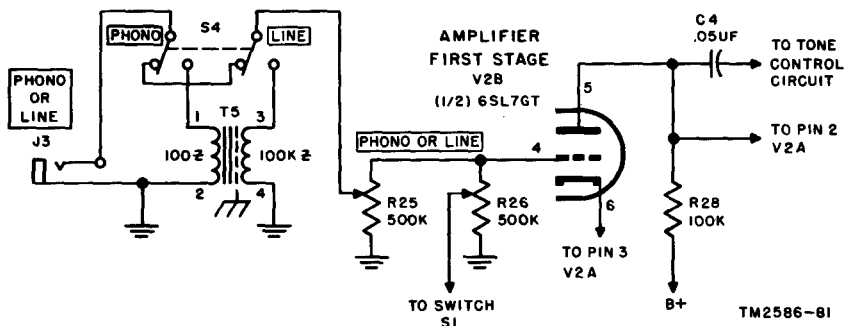 S4
PHONO
LINE
PHONO
OR
LINE
J3
1
T5
3
100Ƶ
100KƵ
2
4
R25
500K
PHONO OR LINE
R26
500K
TO SWITCH
S1
AMPLIFIER
FIRST STAGE
V2B
(1/2) 6SL7GT
5
4
6
TO PIN 3
V2A
C4
.05UF
TO TONE
CONTROL
CIRCUIT
TO PIN 2
V2A
R28
100K
B+
TM2586-81